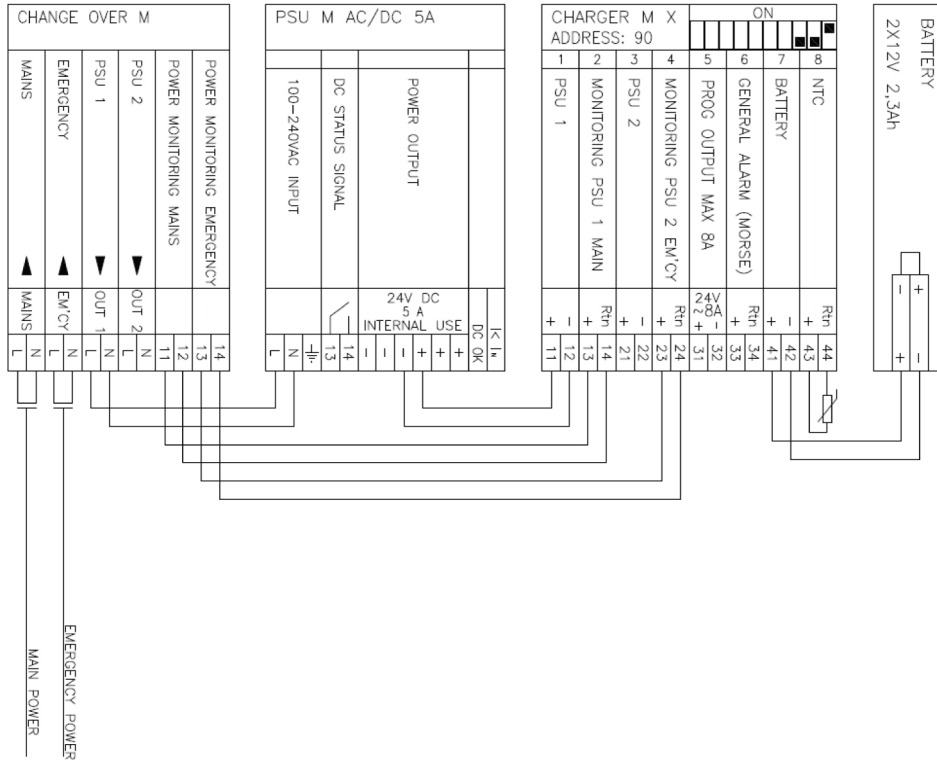 CHANGE OVER M
MAINS
EMERGENCY
PSU 1
PSU 2
POWER MONITORING MAINS
POWER MONITORING EMERGENCY
MAINS
EM'CY
OUT 1
OUT 2
L
N
L
N
L
N
L
N
11
12
13
14
MAIN POWER
EMERGENCY POWER
PSU M AC/DC 5A
100-240VAC INPUT
DC STATUS SIGNAL
POWER OUTPUT
24V DC
5 A
INTERNAL USE
DC OK
L
N
13
14
-
-
-
+
+
+
CHARGER M X
ADDRESS: 90
ON
1
2
3
4
5
6
7
8
PSU 1
MONITORING PSU 1 MAIN
PSU 2
MONITORING PSU 2 EM'CY
PROG OUTPUT MAX 8A
GENERAL ALARM (MORSE)
BATTERY
NTC
+ -
+ Rtn
+ -
+ Rtn
24V
~8A
+ -
+ Rtn
+ -
+ Rtn
11
12
13
14
21
22
23
24
31
32
33
34
41
42
43
44
BATTERY
2X12V 2,3Ah
- +
+ -